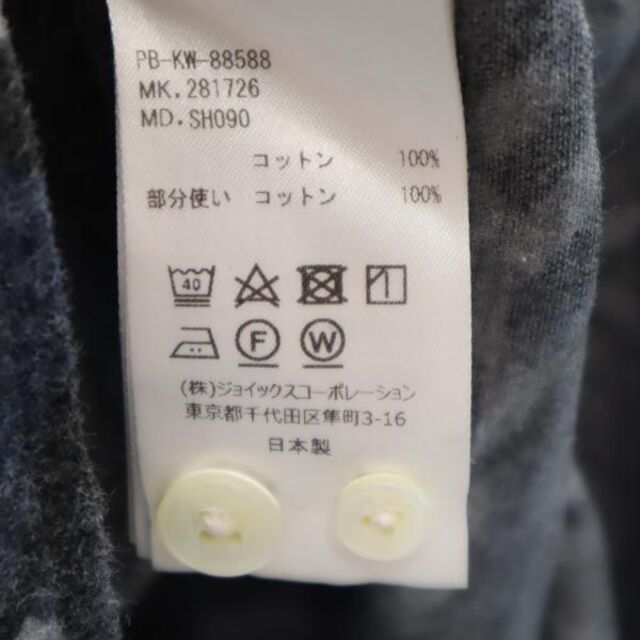 PB-KW-88588
MK.281726
MD.SH090
コットン 100%
部分使い コットン 100%
40
F W
(株)ジョイックスコーポレーション
東京都千代田区隼町3-16
日本製